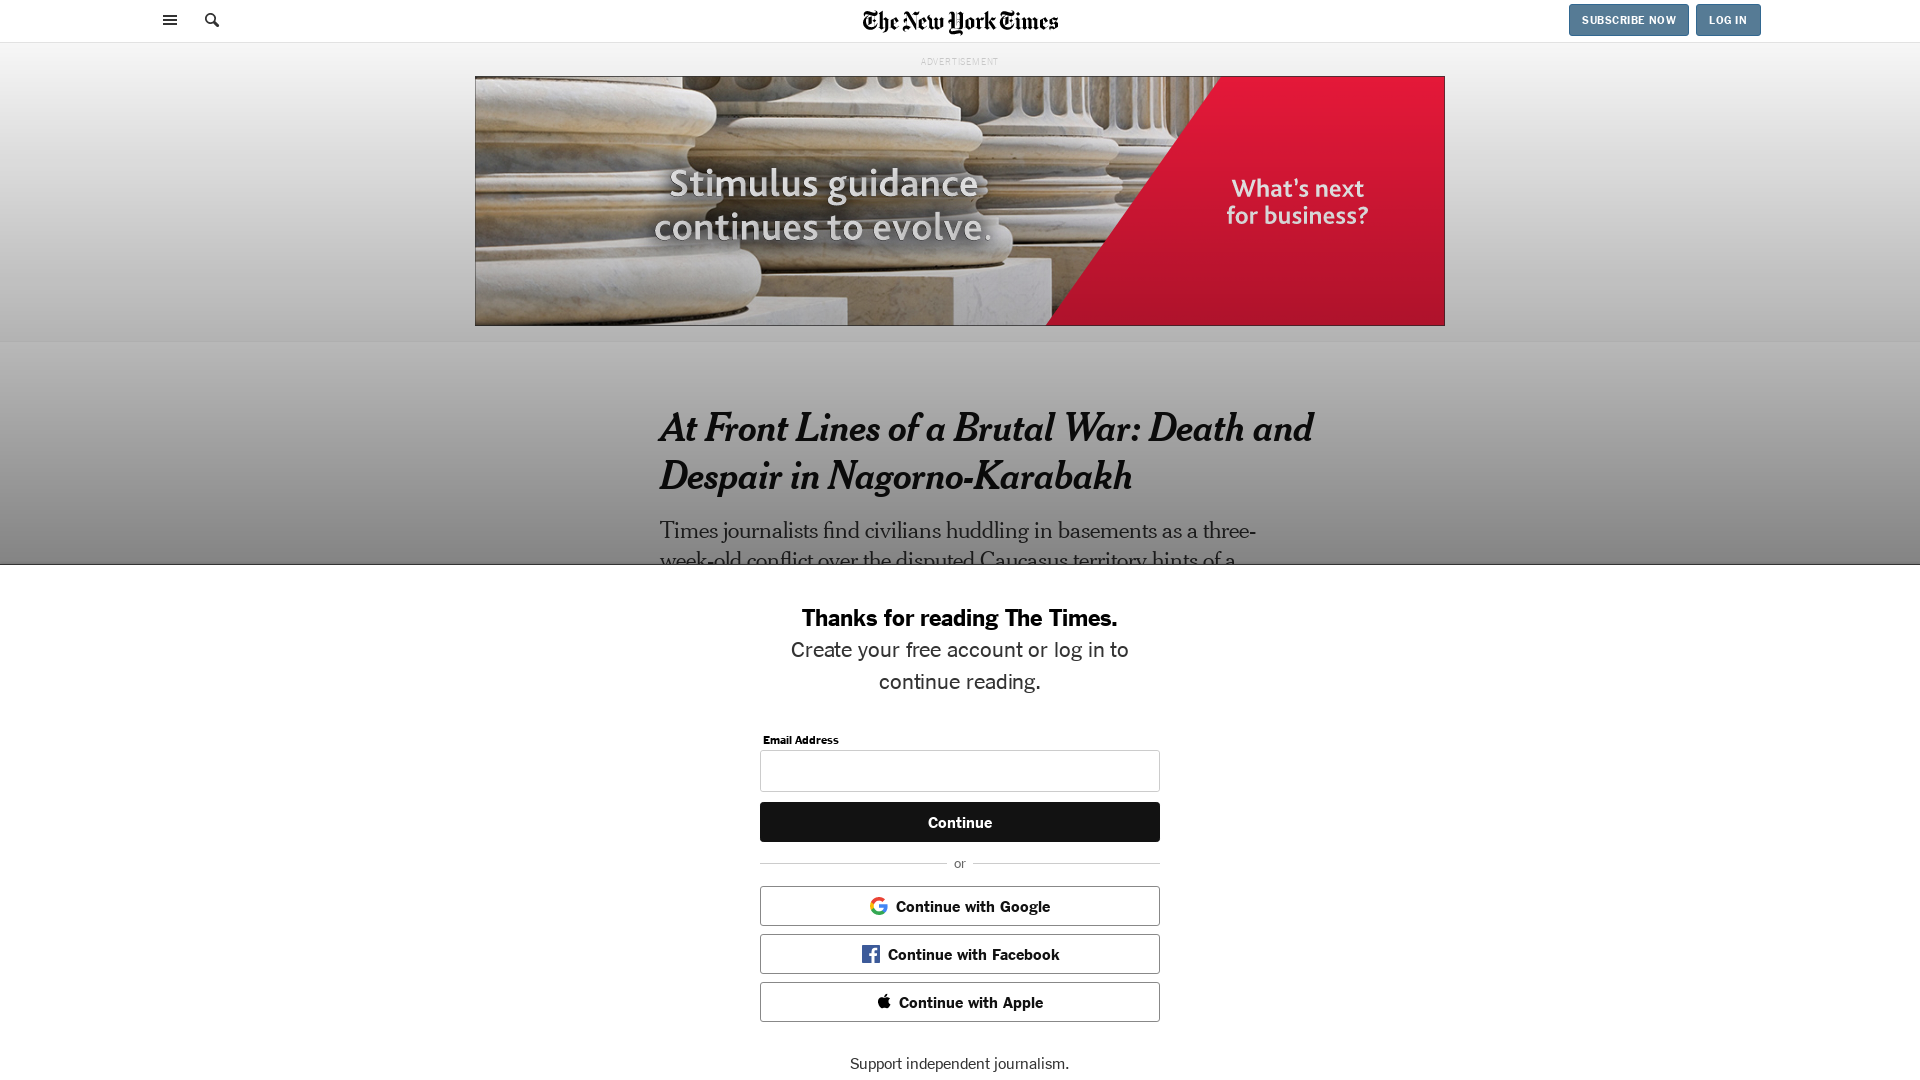 The New York Times
SUBSCRIBE NOW
LOG IN
ADVERTISEMENT
Stimulus guidance
continues to evolve.
What's next
for business?
At Front Lines of a Brutal War: Death and
Despair in Nagorno-Karabakh
Times journalists find civilians huddling in basements as a three-
week-old conflict over the disputed Caucasus territory hints of a
Thanks for reading The Times.
Create your free account or log in to
continue reading.
Email Address
Continue
or
Continue with Google
Continue with Facebook
Continue with Apple
Support independent journalism.